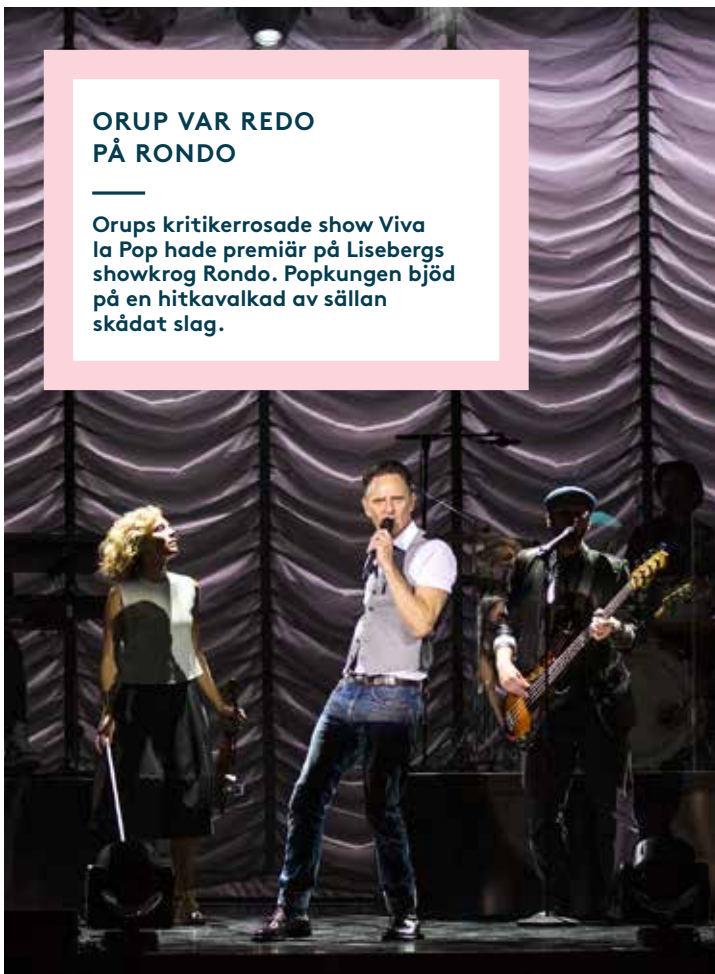 ORUP VAR REDO
PÅ RONDO
Orups kritikerrosade show Viva
la Pop hade premiär på Lisebergs
showkrog Rondo. Popkungen bjöd
på en hitkavalkad av sällan
skådat slag.